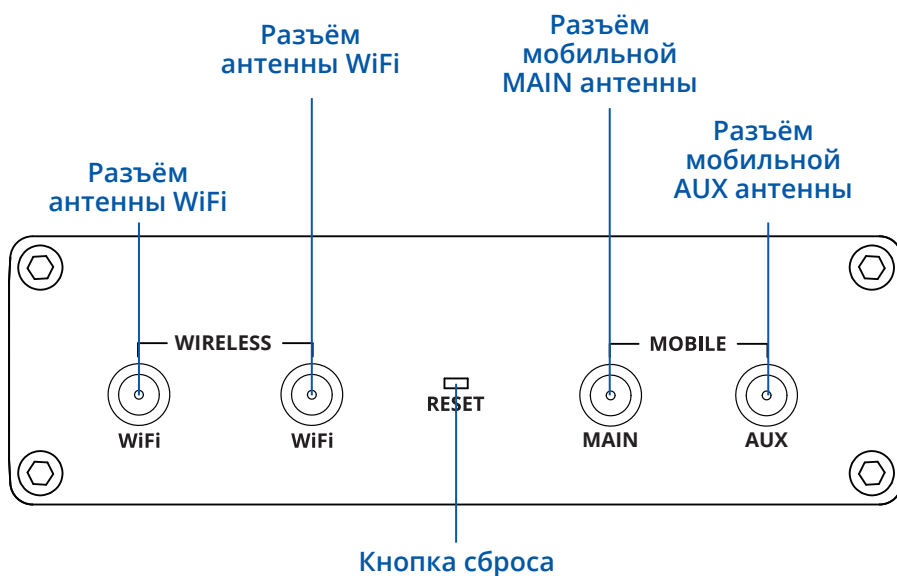 Разъём
антенны WiFi
Разъём
мобильной
MAIN антенны
Разъём
мобильной
AUX антенны
Разъём
антенны WiFi
WIRELESS
MOBILE
RESET
WiFi
WiFi
MAIN
AUX
Кнопка сброса